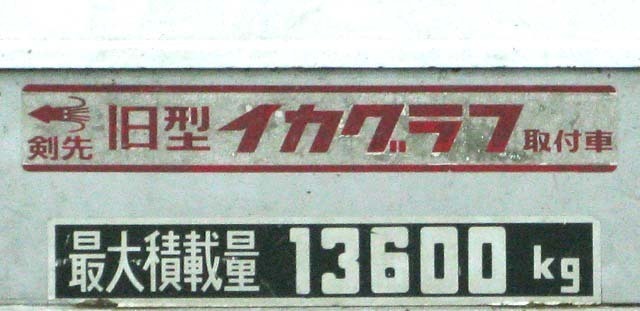 剣先 旧型 イカグラフ 取付車
最大積載量 13600 kg